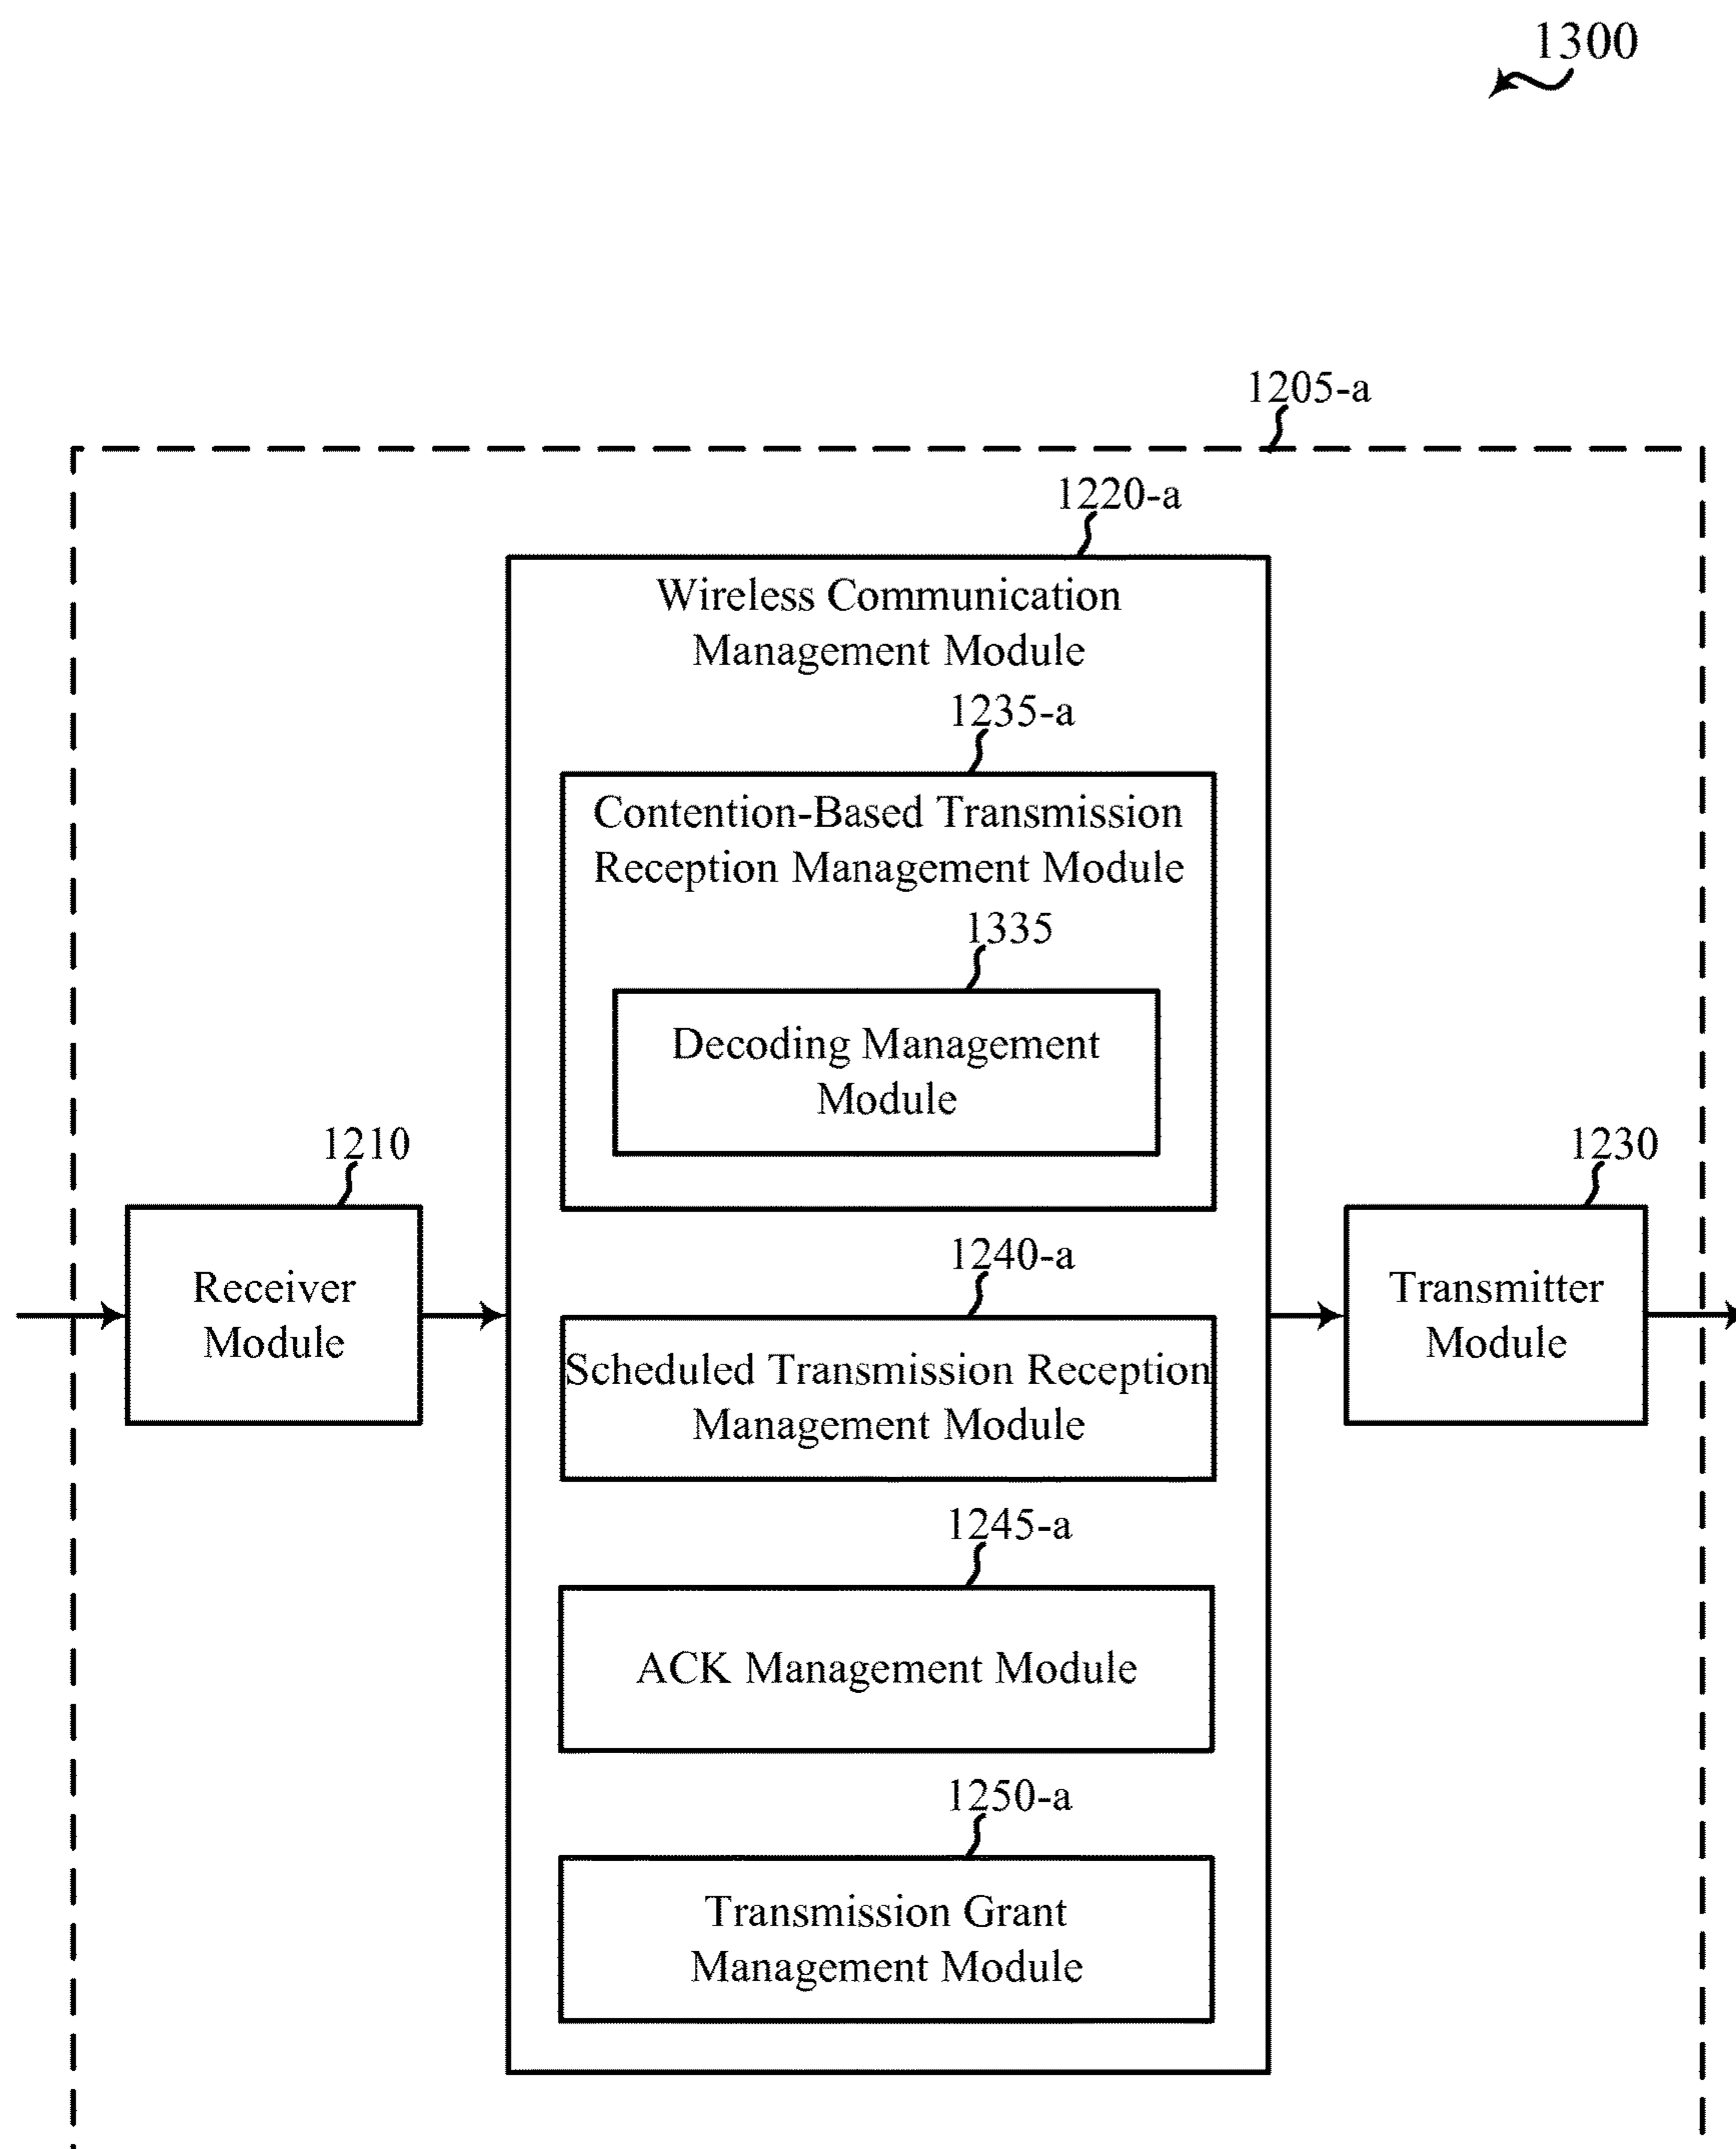 1300
1205-a
1220-a
Wireless Communication
Management Module
1235-a
Contention-Based Transmission
Reception Management Module
1335
Decoding Management
Module
1210
Receiver
Module
1230
Transmitter
Module
1240-a
Scheduled Transmission Reception
Management Module
1245-a
ACK Management Module
1250-a
Transmission Grant
Management Module